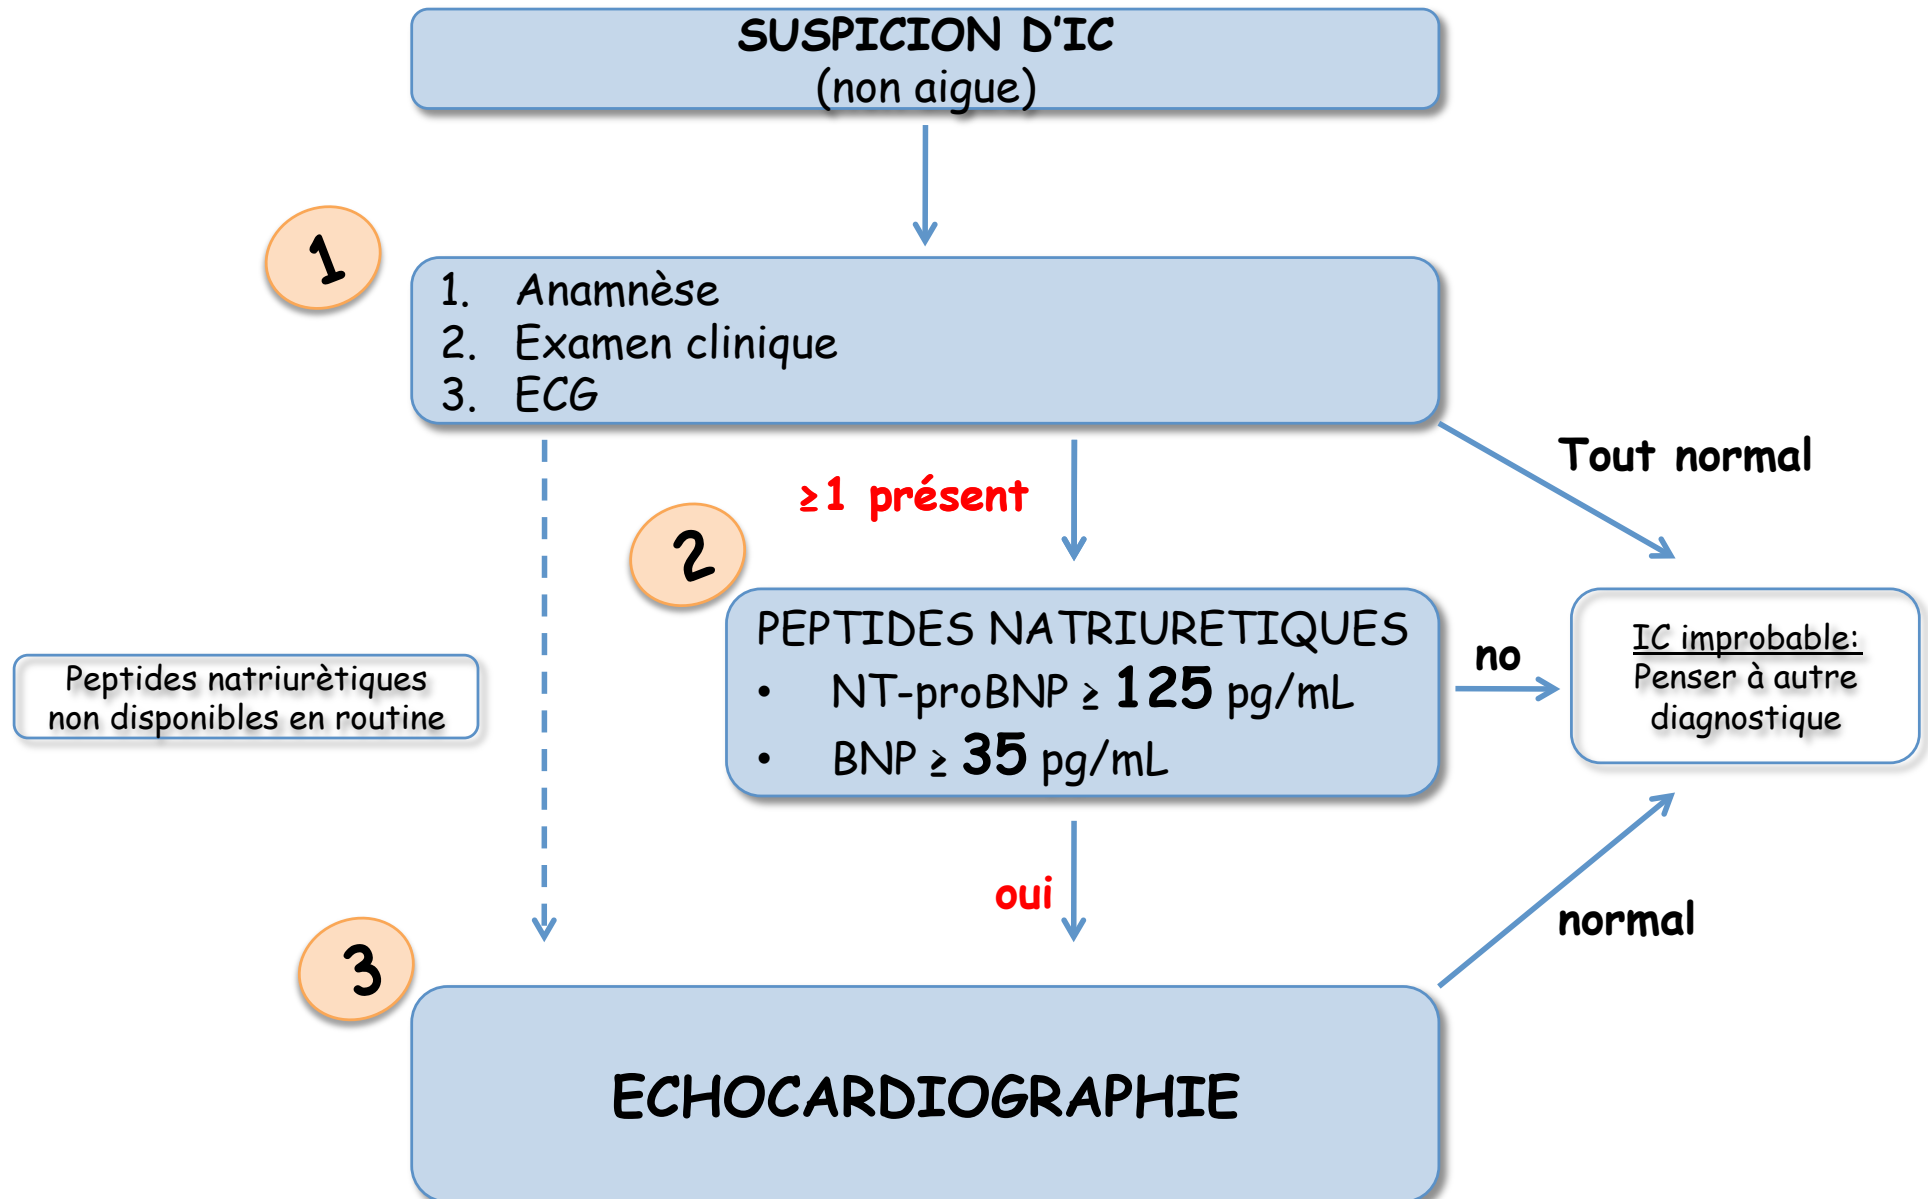 SUSPICION D'IC
(non aigue)
1
1. Anamnèse
2. Examen clinique
3. ECG
Tout normal
≥1 présent
2
PEPTIDES NATRIURETIQUES
• NT-proBNP ≥ 125 pg/mL
• BNP ≥ 35 pg/mL
no
IC improbable:
Penser à autre
diagnostique
Peptides natriurètiques
non disponibles en routine
oui
normal
3
ECHOCARDIOGRAPHIE